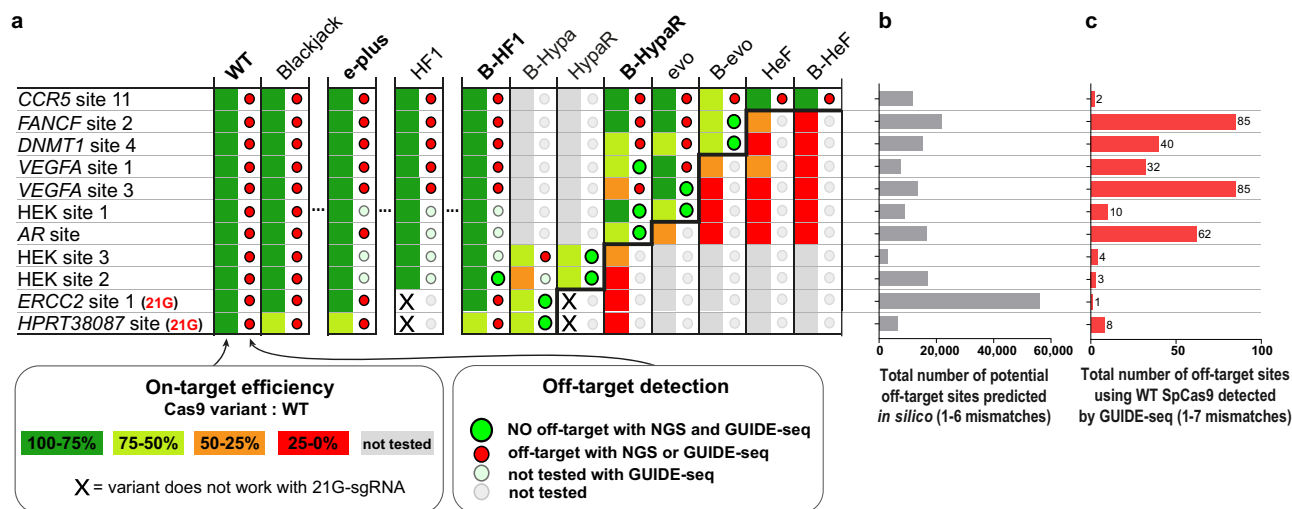 a
b
c
WT
Blackjack
e-plus
HF1
B-HF1
B-Hypa
HypaR
B-HypaR
evo
B-evo
HeF
B-HeF
CCR5 site 11
FANCF site 2
DNMT1 site 4
VEGFA site 1
VEGFA site 3
HEK site 1
AR site
HEK site 3
HEK site 2
ERCC2 site 1 (21G)
HPRT38087 site (21G)
... ... ...
X X
X X
2
85
40
32
85
10
62
4
3
1
8
0 20,000 40,000 60,000
0 50 100
Total number of potential
off-target sites predicted
in silico (1-6 mismatches)
Total number of off-target sites
using WT SpCas9 detected
by GUIDE-seq (1-7 mismatches)
On-target efficiency
Cas9 variant : WT
100-75% 75-50% 50-25% 25-0% not tested
X = variant does not work with 21G-sgRNA
Off-target detection
NO off-target with NGS and GUIDE-seq
off-target with NGS or GUIDE-seq
not tested with GUIDE-seq
not tested